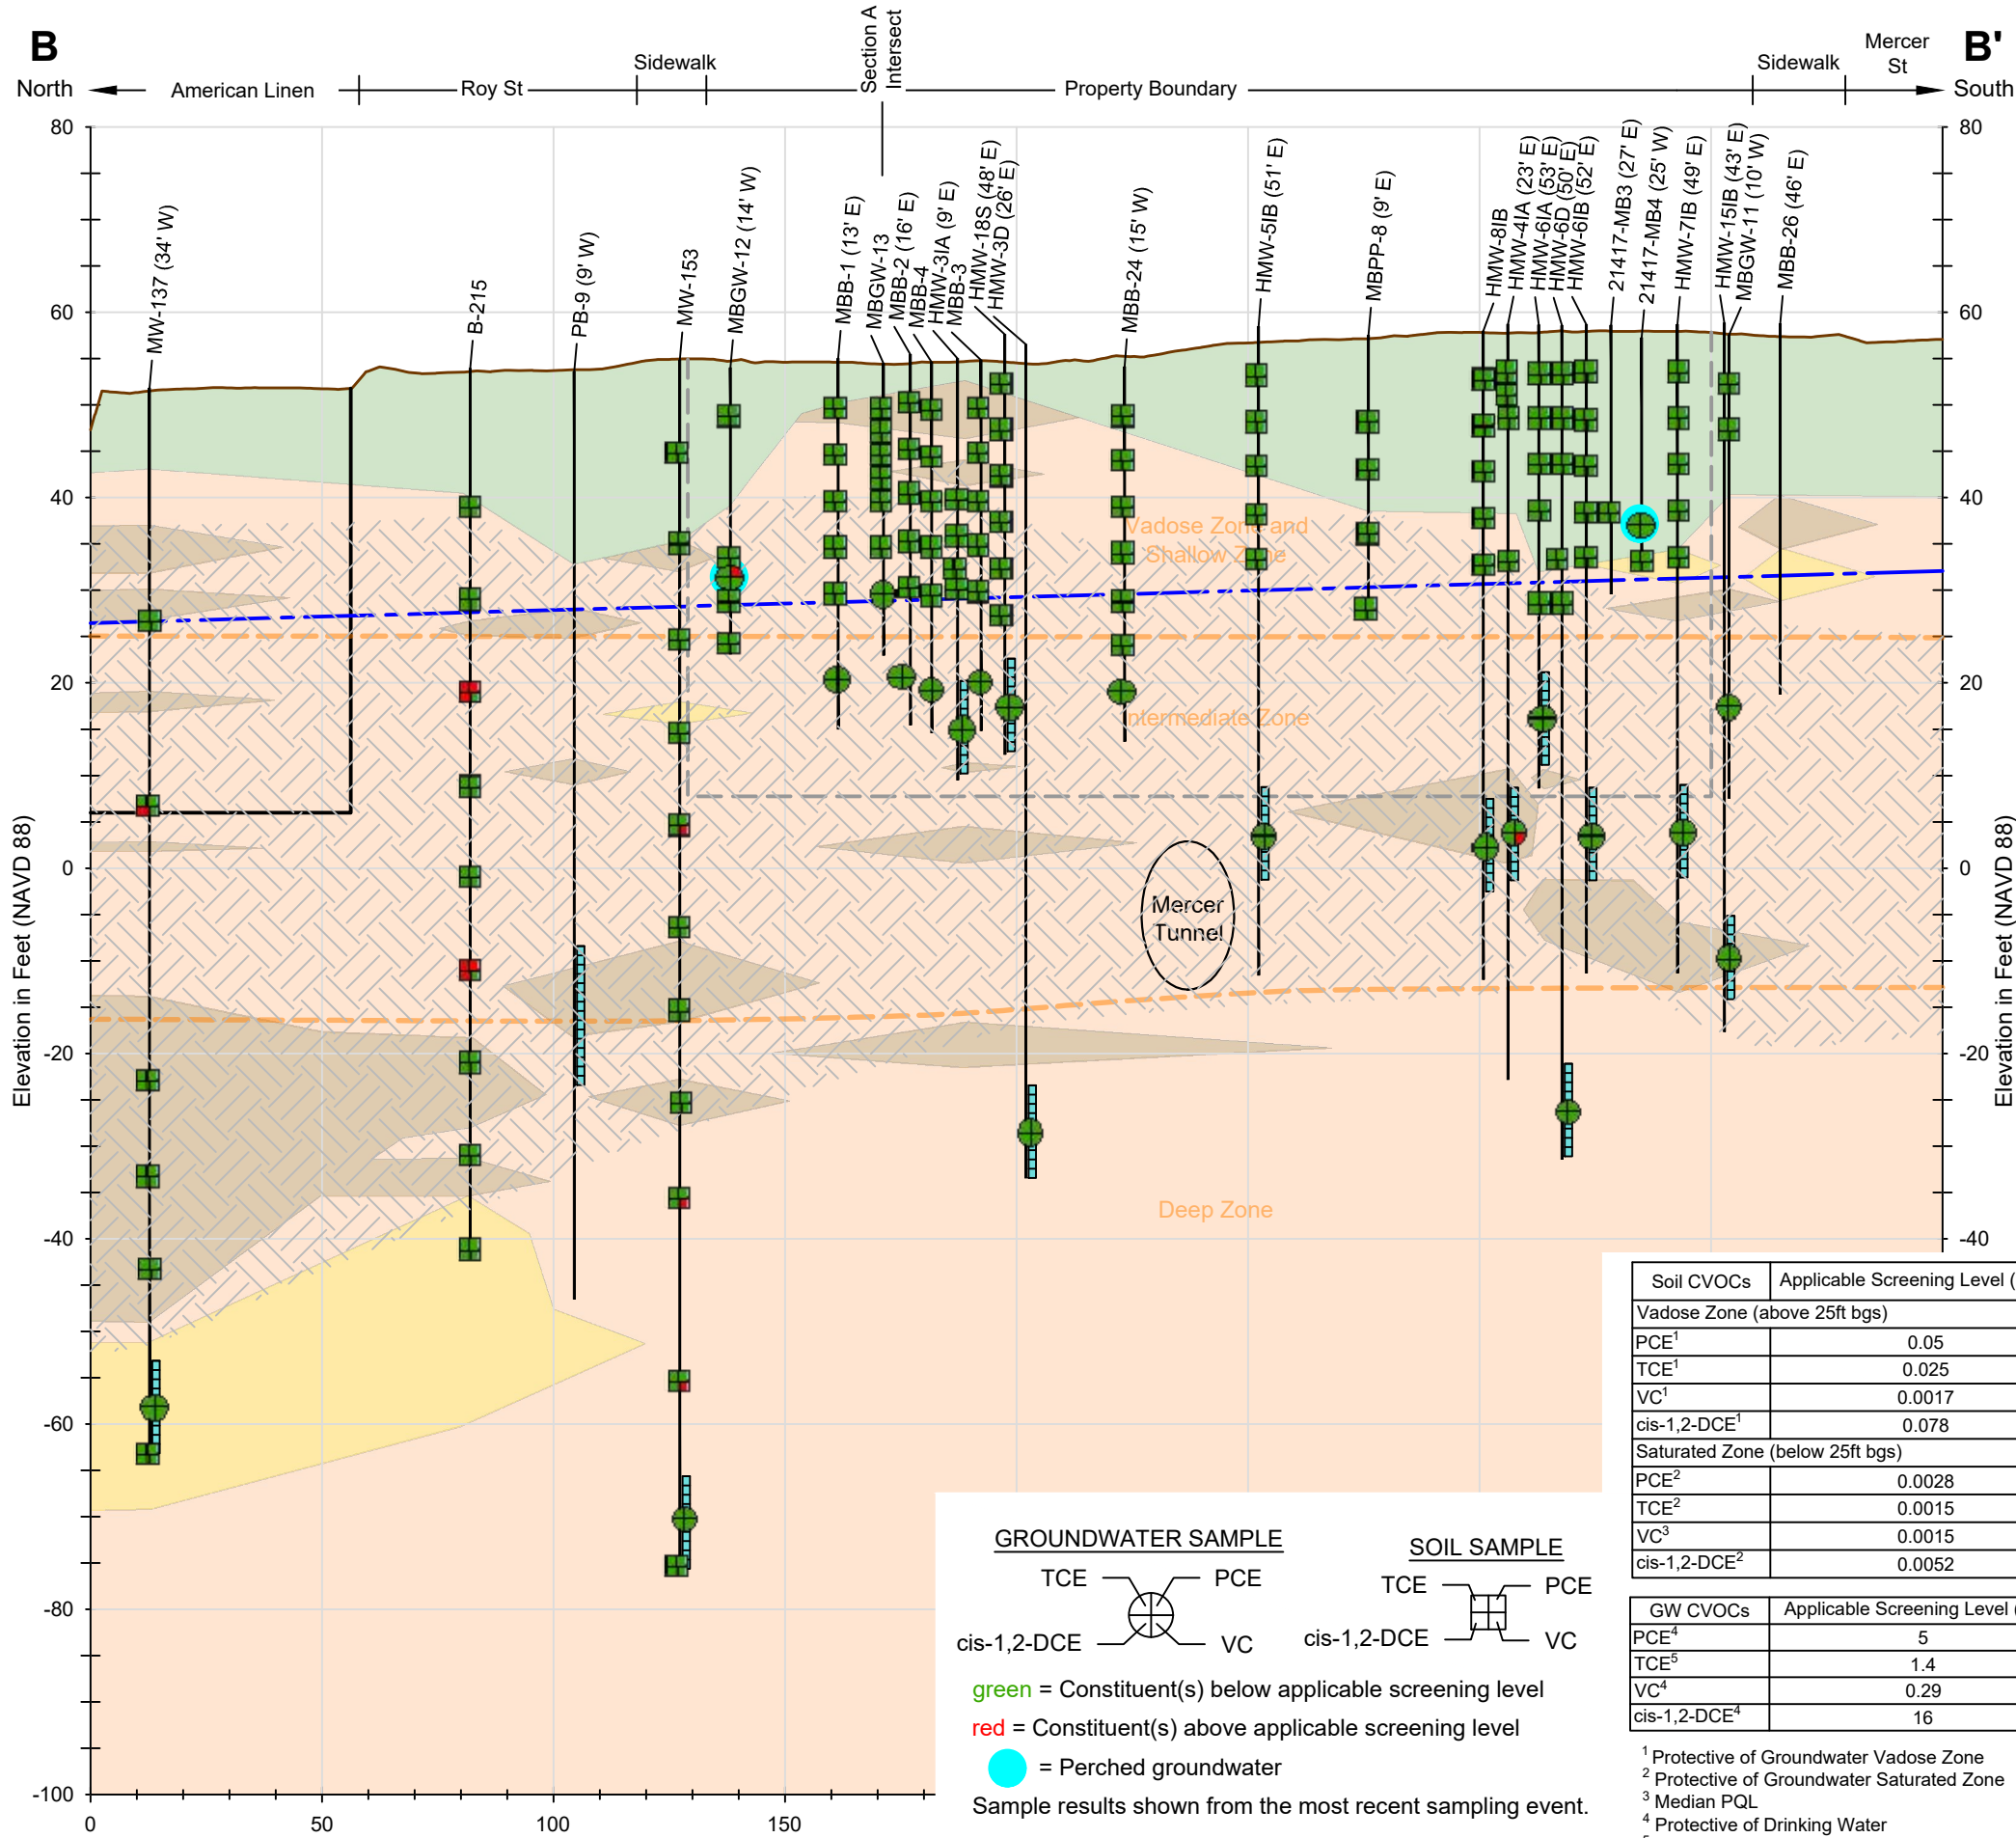 B
B'
North
American Linen
Roy St
Sidewalk
Section A
Intersect
Property Boundary
Sidewalk
Mercer
St
South
MW-137 (34' W)
B-215
PB-9 (9' W)
MW-153
MBGW-12 (14' W)
MBB-1 (13' E)
MBGW-13
MBB-2 (16' E)
MBB-4
HMW-3IA (9' E)
MBB-3
HMW-18S (48' E)
HMW-3D (26' E)
MBB-24 (15' W)
HMW-5IB (51' E)
MBPP-8 (9' E)
HMW-8IB
HMW-4IA (23' E)
HMW-6IA (53' E)
HMW-6D (50' E)
HMW-6IB (52' E)
21417-MB3 (27' E)
21417-MB4 (25' W)
HMW-7IB (49' E)
HMW-15IB (43' E)
MBGW-11 (10' W)
MBB-26 (46' E)
80
60
40
20
0
-20
-40
-60
-80
-100
80
60
40
20
0
-20
-40
Elevation in Feet (NAVD 88)
Elevation in Feet (NAVD 88)
0
50
100
150
Vadose Zone and
Shallow Zone
Intermediate Zone
Mercer
Tunnel
Deep Zone
GROUNDWATER SAMPLE
TCE
PCE
cis-1,2-DCE
VC
SOIL SAMPLE
TCE
PCE
cis-1,2-DCE
VC
green = Constituent(s) below applicable screening level
red = Constituent(s) above applicable screening level
= Perched groundwater
Sample results shown from the most recent sampling event.
Soil CVOCs Applicable Screening Level (
Vadose Zone (above 25ft bgs)
PCE1 0.05
TCE1 0.025
VC1 0.0017
cis-1,2-DCE1 0.078
Saturated Zone (below 25ft bgs)
PCE2 0.0028
TCE2 0.0015
VC3 0.0015
cis-1,2-DCE2 0.0052
GW CVOCs Applicable Screening Level
PCE4 5
TCE5 1.4
VC4 0.29
cis-1,2-DCE4 16
1 Protective of Groundwater Vadose Zone
2 Protective of Groundwater Saturated Zone
3 Median PQL
4 Protective of Drinking Water